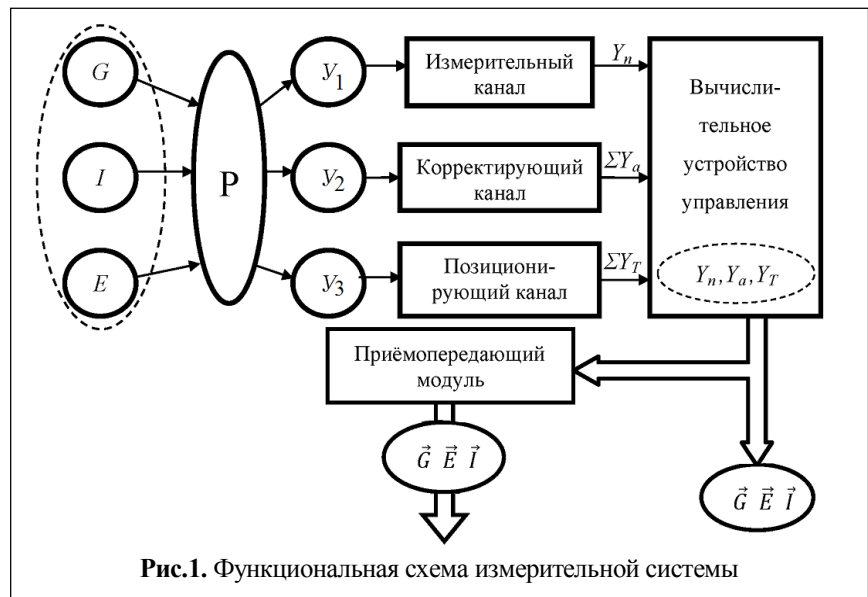 G
У1
Измерительный
канал
Yn
Вычисли-
тельное
устройство
управления
I
P
У2
Корректирующий
канал
ΣYa
E
У3
Позициони-
рующий канал
ΣYT
Yn, Ya, YT
Приёмопередающий
модуль
G⃗ E⃗ I⃗
G⃗ E⃗ I⃗
Рис.1. Функциональная схема измерительной системы